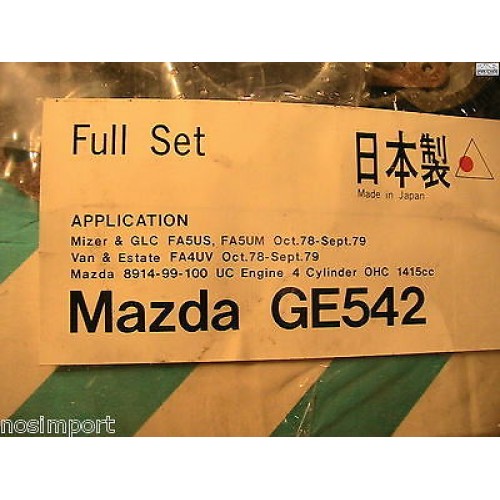 Full Set
日本製
Made in Japan
APPLICATION
Mizer & GLC FA5US, FA5UM Oct.78-Sept.79
Van & Estate FA4UV Oct.78-Sept.79
Mazda 8914-99-100 UC Engine 4 Cylinder OHC 1415cc
Mazda GE542
nosimport